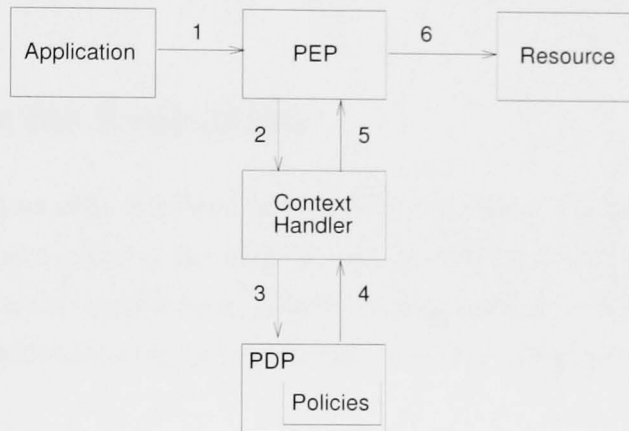 1
6
Application
PEP
Resource
2
5
Context
Handler
3
4
PDP
Policies